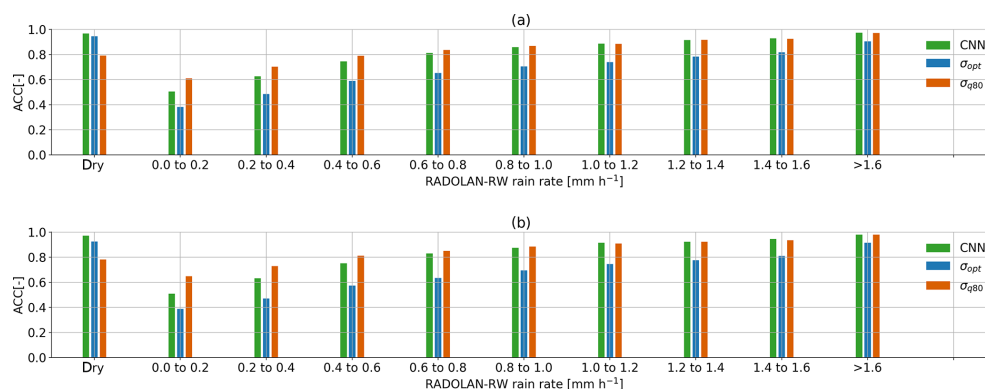 (a)
1.0
0.8
0.6
0.4
0.2
0.0
ACC[-]
CNN
σopt
σq80
Dry 0.0 to 0.2 0.2 to 0.4 0.4 to 0.6 0.6 to 0.8 0.8 to 1.0 1.0 to 1.2 1.2 to 1.4 1.4 to 1.6 >1.6
RADOLAN-RW rain rate [mm h⁻¹]
(b)
1.0
0.8
0.6
0.4
0.2
0.0
ACC[-]
CNN
σopt
σq80
Dry 0.0 to 0.2 0.2 to 0.4 0.4 to 0.6 0.6 to 0.8 0.8 to 1.0 1.0 to 1.2 1.2 to 1.4 1.4 to 1.6 >1.6
RADOLAN-RW rain rate [mm h⁻¹]